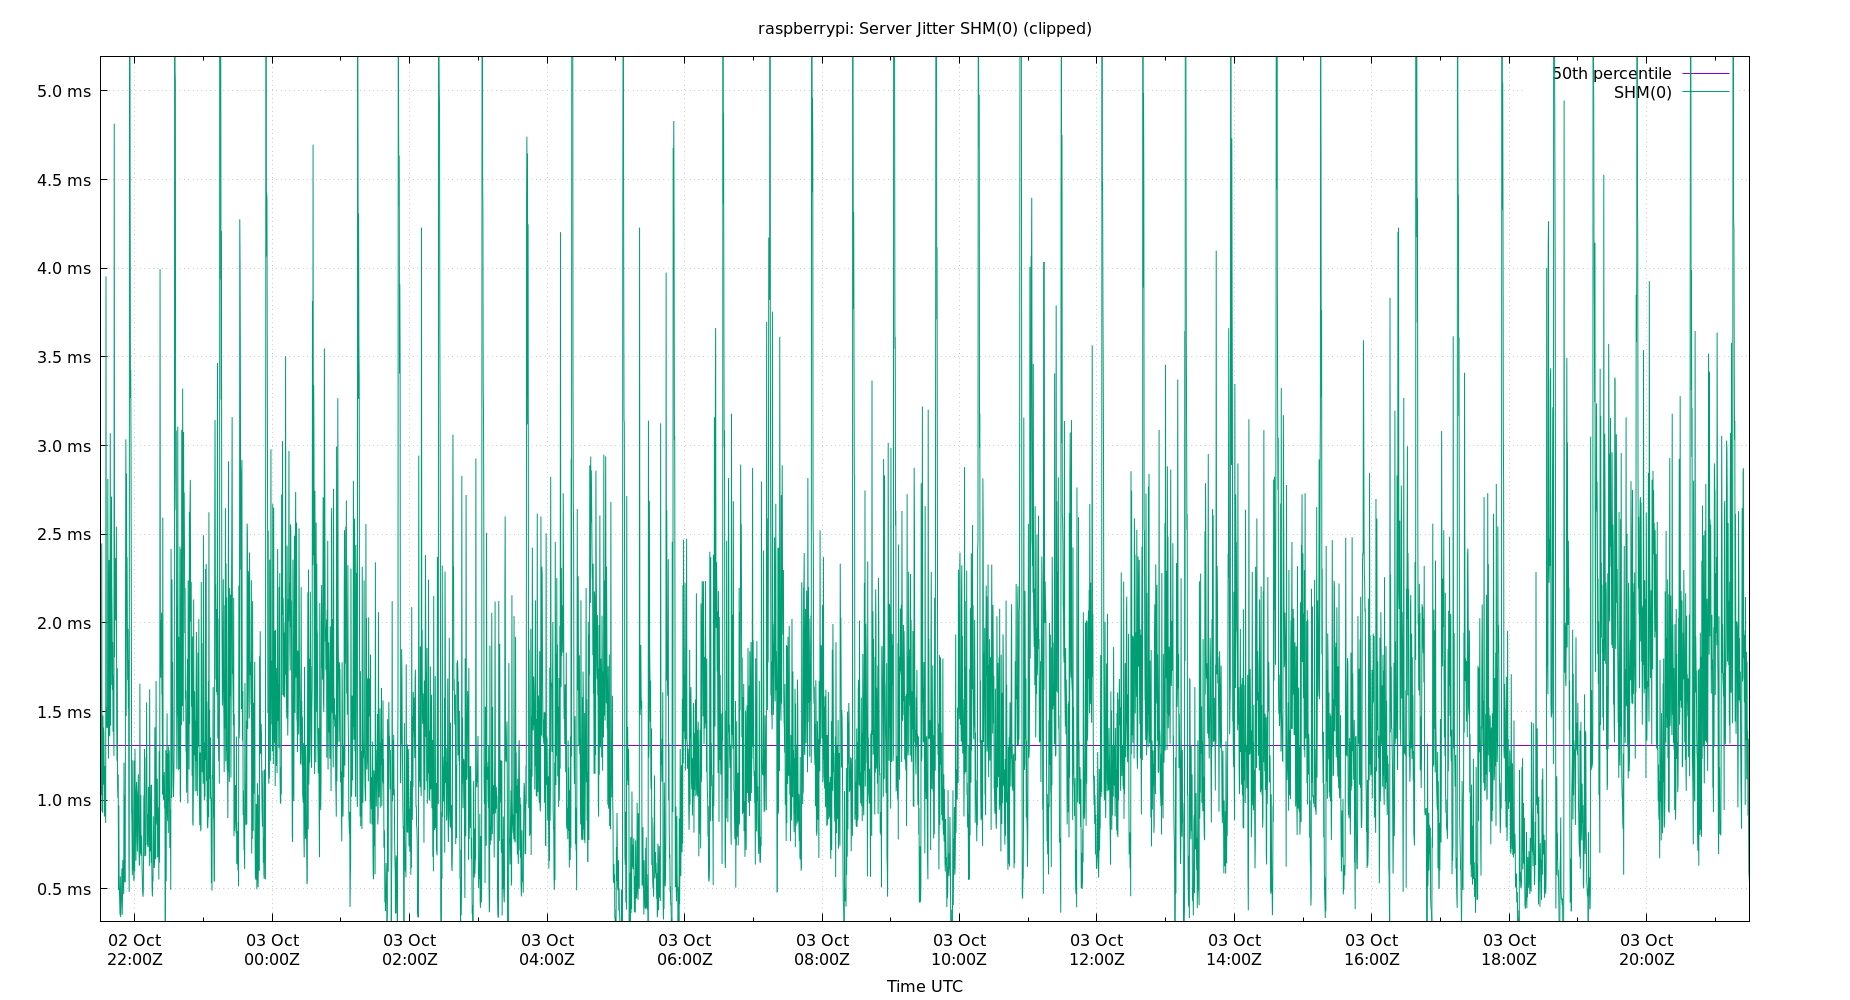 raspberrypi: Server Jitter SHM(0) (clipped)
50th percentile
SHM(0)
5.0 ms
4.5 ms
4.0 ms
3.5 ms
3.0 ms
2.5 ms
2.0 ms
1.5 ms
1.0 ms
0.5 ms
02 Oct 03 Oct 03 Oct 03 Oct 03 Oct 03 Oct 03 Oct 03 Oct 03 Oct 03 Oct 03 Oct 03 Oct
22:00Z 00:00Z 02:00Z 04:00Z 06:00Z 08:00Z 10:00Z 12:00Z 14:00Z 16:00Z 18:00Z 20:00Z
Time UTC